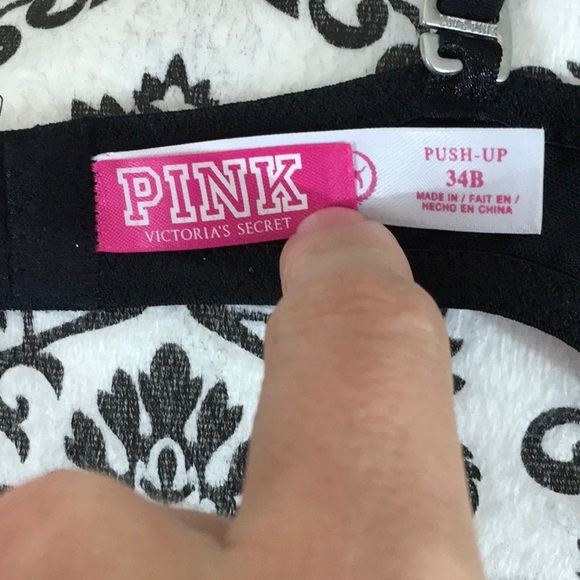 PINK
VICTORIA'S SECRET
PUSH-UP
34B
MADE IN / FAIT EN /
HECHO EN CHINA